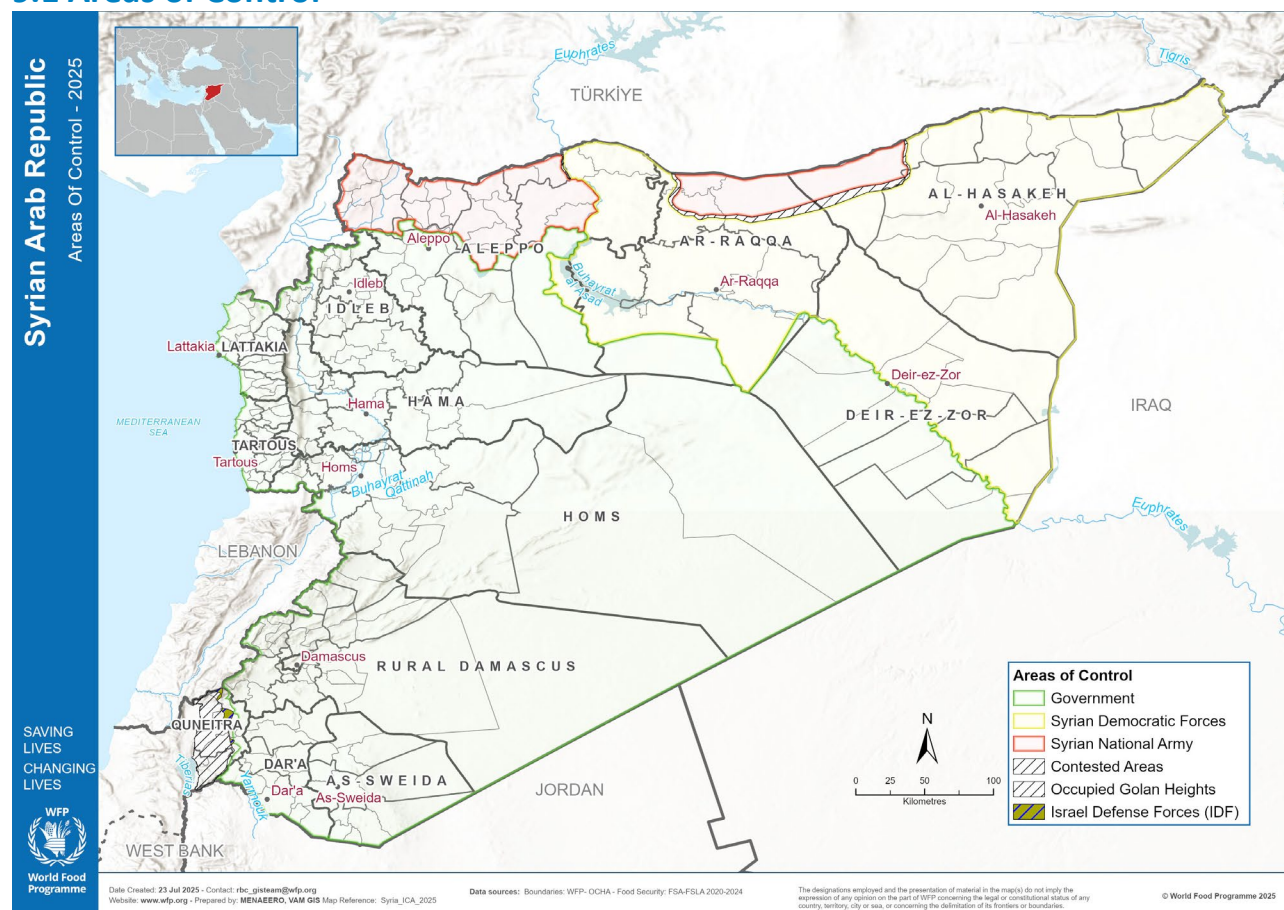 Syrian Arab Republic
Areas Of Control - 2025
SAVING
LIVES
CHANGING
LIVES
WFP
World Food
Programme
Euphrates
Tigris
TÜRKİYE
AL-HASAKEH
Al-Hasakeh
Aleppo
ALEPPO
AR-RAQQA
Buhayrat
al Asad
Ar-Raqqa
Idleb
IDLEB
Lattakia
LATTAKIA
Deir-ez-Zor
DEIR-EZ-ZOR
IRAQ
Hama
HAMA
MEDITERRANEAN
SEA
TARTOUS
Tartous
Homs
Buhayrat
Qattinah
HOMS
Euphrates
LEBANON
Damascus
RURAL DAMASCUS
QUNEITRA
DAR'A
AS-SWEIDA
Tiberias
Yarmouk
Dar'a
As-Sweida
JORDAN
WEST BANK
N
0 25 50 100
Kilometres
Areas of Control
Government
Syrian Democratic Forces
Syrian National Army
Contested Areas
Occupied Golan Heights
Israel Defense Forces (IDF)
Date Created: 23 Jul 2025 - Contact: rbc_gisteam@wfp.org
Website: www.wfp.org - Prepared by: MENAEERO, VAM GIS Map Reference: Syria_ICA_2025
Data sources: Boundaries: WFP- OCHA - Food Security: FSA-FSLA 2020-2024
The designations employed and the presentation of material in the map(s) do not imply the
expression of any opinion on the part of WFP concerning the legal or constitutional status of any
country, territory, city or sea, or concerning the delimitation of its frontiers or boundaries.
© World Food Programme 2025